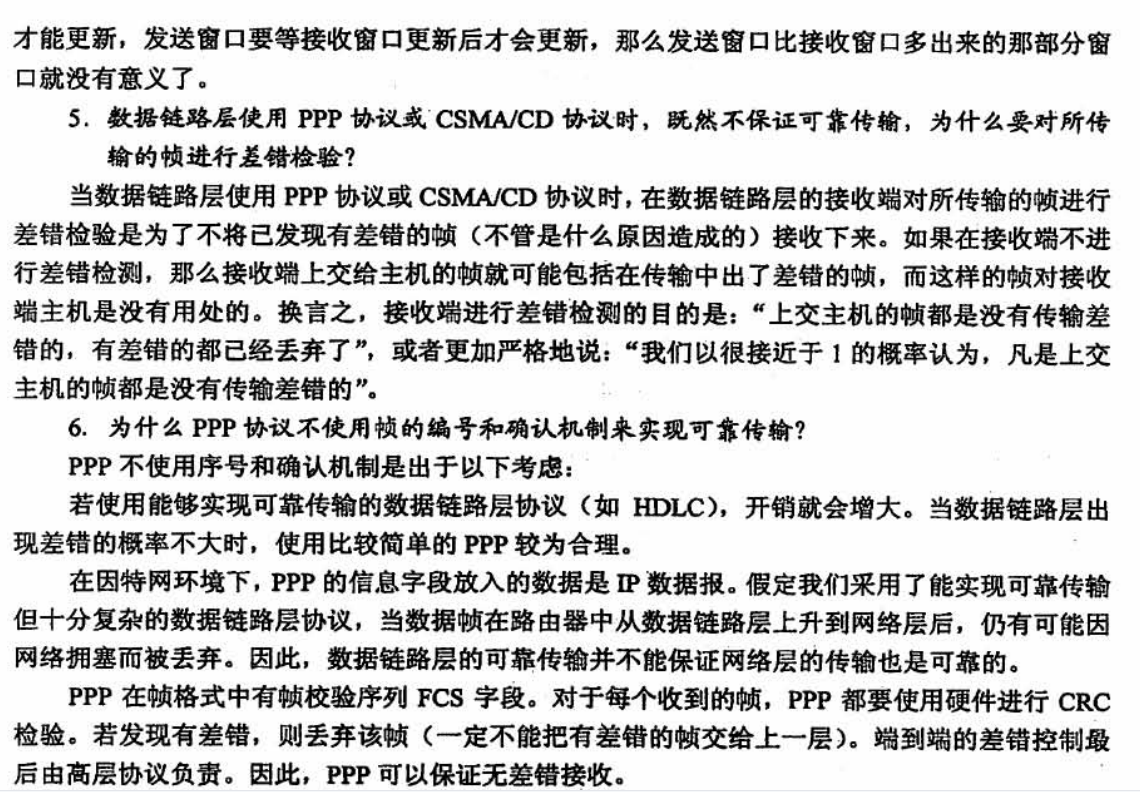 才能更新，发送窗口要等接收窗口更新后才会更新，那么发送窗口比接收窗口多出来的那部分窗
口就没有意义了。
5. 数据链路层使用 PPP 协议或 CSMA/CD 协议时，既然不保证可靠传输，为什么要对所传
输的帧进行差错检验？
当数据链路层使用 PPP 协议或 CSMA/CD 协议时，在数据链路层的接收端对所传输的帧进行
差错检验是为了不将已发现有差错的帧（不管是什么原因造成的）接收下来。如果在接收端不进
行差错检测，那么接收端上交给主机的帧就可能包括在传输中出了差错的帧，而这样的帧对接收
端主机是没有用处的。换言之，接收端进行差错检测的目的是：“上交主机的帧都是没有传输差
错的，有差错的都已经丢弃了”，或者更加严格地说：“我们以很接近于 1 的概率认为，凡是上交
主机的帧都是没有传输差错的”。
6. 为什么 PPP 协议不使用帧的编号和确认机制来实现可靠传输？
PPP 不使用序号和确认机制是出于以下考虑：
若使用能够实现可靠传输的数据链路层协议（如 HDLC），开销就会增大。当数据链路层出
现差错的概率不大时，使用比较简单的 PPP 较为合理。
在因特网环境下，PPP 的信息字段放入的数据是 IP 数据报。假定我们采用了能实现可靠传输
但十分复杂的数据链路层协议，当数据帧在路由器中从数据链路层上升到网络层后，仍有可能因
网络拥塞而被丢弃。因此，数据链路层的可靠传输并不能保证网络层的传输也是可靠的。
PPP 在帧格式中有帧校验序列 FCS 字段。对于每个收到的帧，PPP 都要使用硬件进行 CRC
检验。若发现有差错，则丢弃该帧（一定不能把有差错的帧交给上一层）。端到端的差错控制最
后由高层协议负责。因此，PPP 可以保证无差错接收。